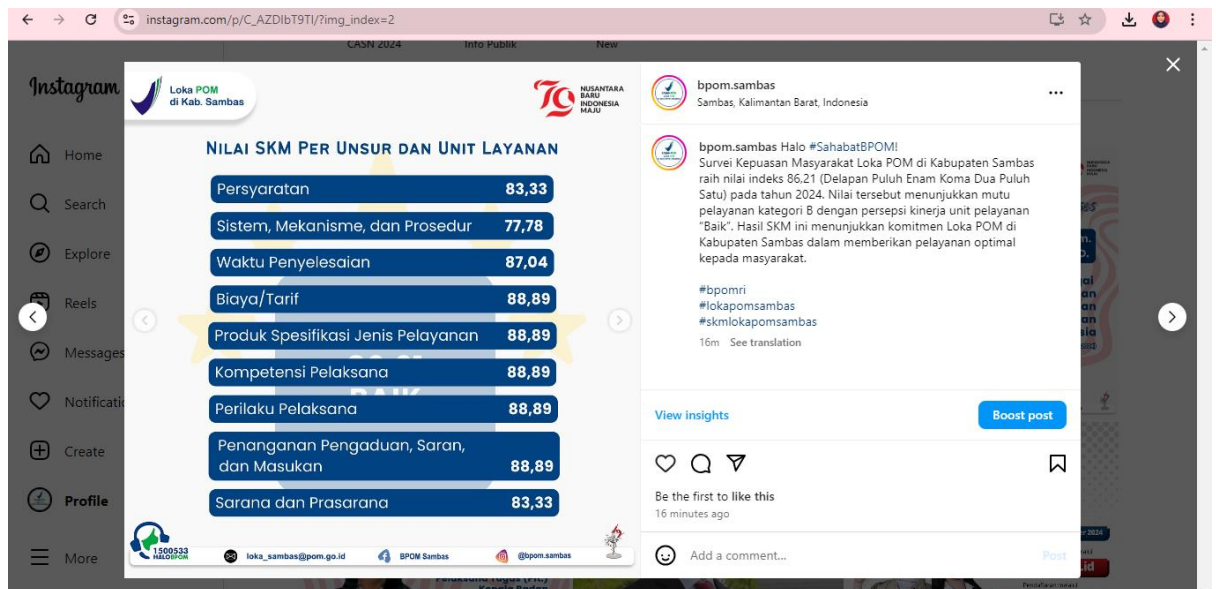 instagram.com/p/C_AZDIbT9TI/?img_index=2
CASN 2024
Info Publik
New
Instagram
Home
Search
Explore
Reels
Messages
Create
Profile
More
Loka POM
di Kab. Sambas
79
NUSANTARA
BARU
INDONESIA
MAJU
NILAI SKM PER UNSUR DAN UNIT LAYANAN
Persyaratan 83,33
Sistem, Mekanisme, dan Prosedur 77,78
Waktu Penyelesaian 87,04
Biaya/Tarif 88,89
Produk Spesifikasi Jenis Pelayanan 88,89
Kompetensi Pelaksana 88,89
BAIK
Perilaku Pelaksana 88,89
Penanganan Pengaduan, Saran,
dan Masukan 88,89
Sarana dan Prasarana 83,33
1500533
HALOBPOM
loka_sambas@pom.go.id
BPOM Sambas
@bpom.sambas
bpom.sambas
Sambas, Kalimantan Barat, Indonesia
bpom.sambas Halo #SahabatBPOM!
Survei Kepuasan Masyarakat Loka POM di Kabupaten Sambas
raih nilai indeks 86,21 (Delapan Puluh Enam Koma Dua Puluh
Satu) pada tahun 2024. Nilai tersebut menunjukkan mutu
pelayanan kategori B dengan persepsi kinerja unit pelayanan
"Baik". Hasil SKM ini menunjukkan komitmen Loka POM di
Kabupaten Sambas dalam memberikan pelayanan optimal
kepada masyarakat.
#bpomri
#lokapomsambas
#skmlokapomsambas
16m See translation
View insights
Boost post
Be the first to like this
16 minutes ago
Add a comment...
Post